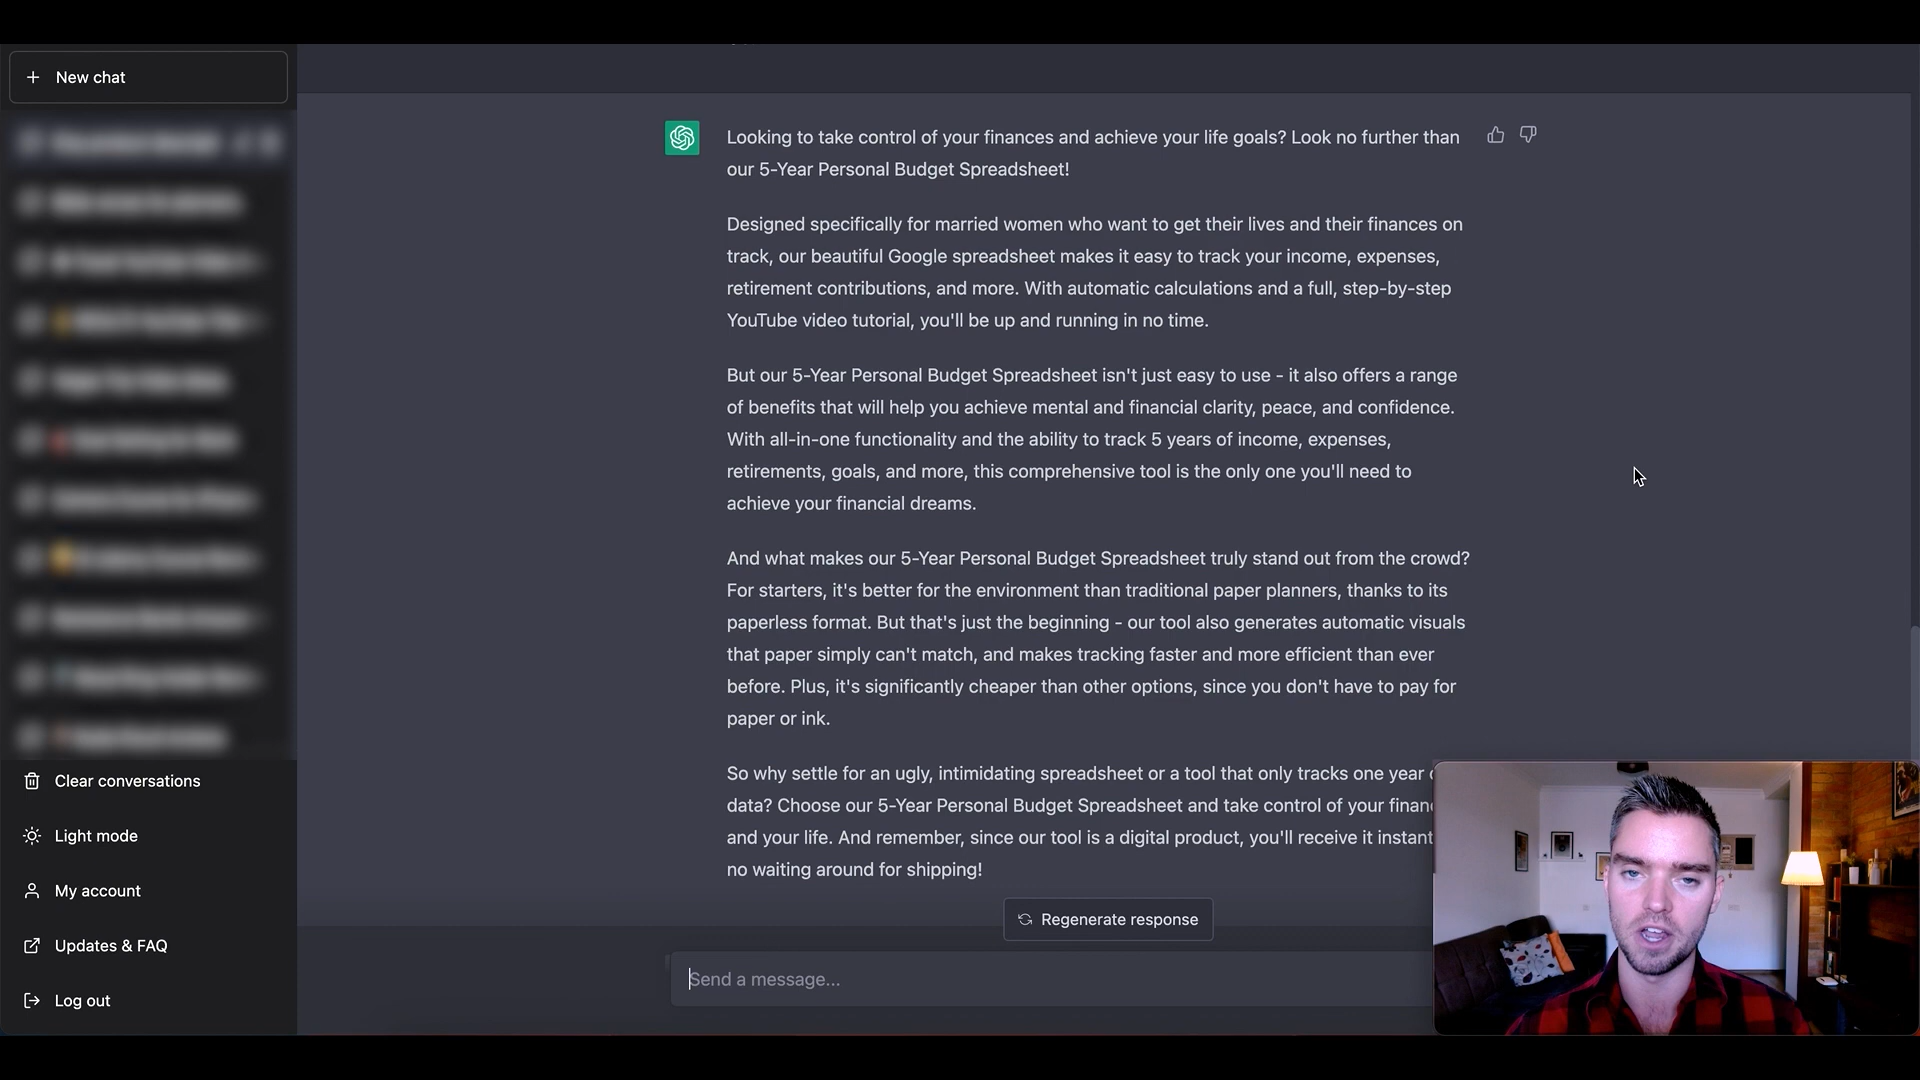 New chat
Looking to take control of your finances and achieve your life goals? Look no further than
our 5-Year Personal Budget Spreadsheet!
Designed specifically for married women who want to get their lives and their finances on
track, our beautiful Google spreadsheet makes it easy to track your income, expenses,
retirement contributions, and more. With automatic calculations and a full, step-by-step
YouTube video tutorial, you'll be up and running in no time.
But our 5-Year Personal Budget Spreadsheet isn't just easy to use - it also offers a range
of benefits that will help you achieve mental and financial clarity, peace, and confidence.
With all-in-one functionality and the ability to track 5 years of income, expenses,
retirements, goals, and more, this comprehensive tool is the only one you'll need to
achieve your financial dreams.
And what makes our 5-Year Personal Budget Spreadsheet truly stand out from the crowd?
For starters, it's better for the environment than traditional paper planners, thanks to its
paperless format. But that's just the beginning - our tool also generates automatic visuals
that paper simply can't match, and makes tracking faster and more efficient than ever
before. Plus, it's significantly cheaper than other options, since you don't have to pay for
paper or ink.
So why settle for an ugly, intimidating spreadsheet or a tool that only tracks one year
data? Choose our 5-Year Personal Budget Spreadsheet and take control of your
and your life. And remember, since our tool is a digital product, you'll receive it
no waiting around for shipping!
Clear conversations
Light mode
My account
Updates & FAQ
Log out
Regenerate response
Send a message...